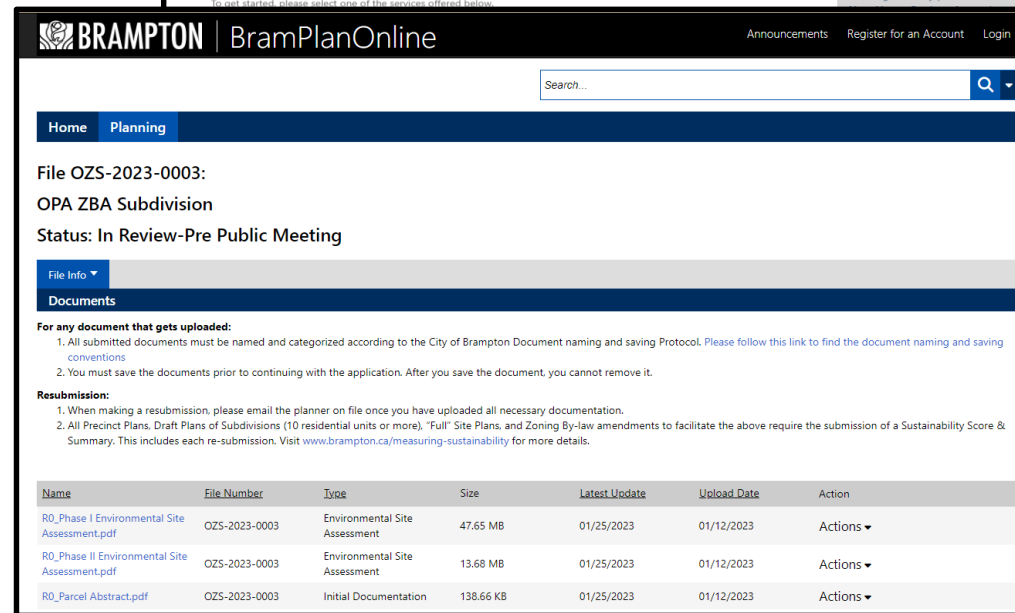 To get started, please select one of the services offered below.
BRAMPTON | BramPlanOnline
Announcements Register for an Account Login
Search...
Home Planning
File OZS-2023-0003:
OPA ZBA Subdivision
Status: In Review-Pre Public Meeting
File Info
Documents
For any document that gets uploaded:
1. All submitted documents must be named and categorized according to the City of Brampton Document naming and saving Protocol. Please follow this link to find the document naming and saving
conventions
2. You must save the documents prior to continuing with the application. After you save the document, you cannot remove it.
Resubmission:
1. When making a resubmission, please email the planner on file once you have uploaded all necessary documentation.
2. All Precinct Plans, Draft Plans of Subdivisions (10 residential units or more), "Full" Site Plans, and Zoning By-law amendments to facilitate the above require the submission of a Sustainability Score &
Summary. This includes each re-submission. Visit www.brampton.ca/measuring-sustainability for more details.
Name File Number Type Size Latest Update Upload Date Action
R0_Phase I Environmental Site
Assessment.pdf OZS-2023-0003 Environmental Site
Assessment 47.65 MB 01/25/2023 01/12/2023 Actions
R0_Phase II Environmental Site
Assessment.pdf OZS-2023-0003 Environmental Site
Assessment 13.68 MB 01/25/2023 01/12/2023 Actions
R0_Parcel Abstract.pdf OZS-2023-0003 Initial Documentation 138.66 KB 01/25/2023 01/12/2023 Actions